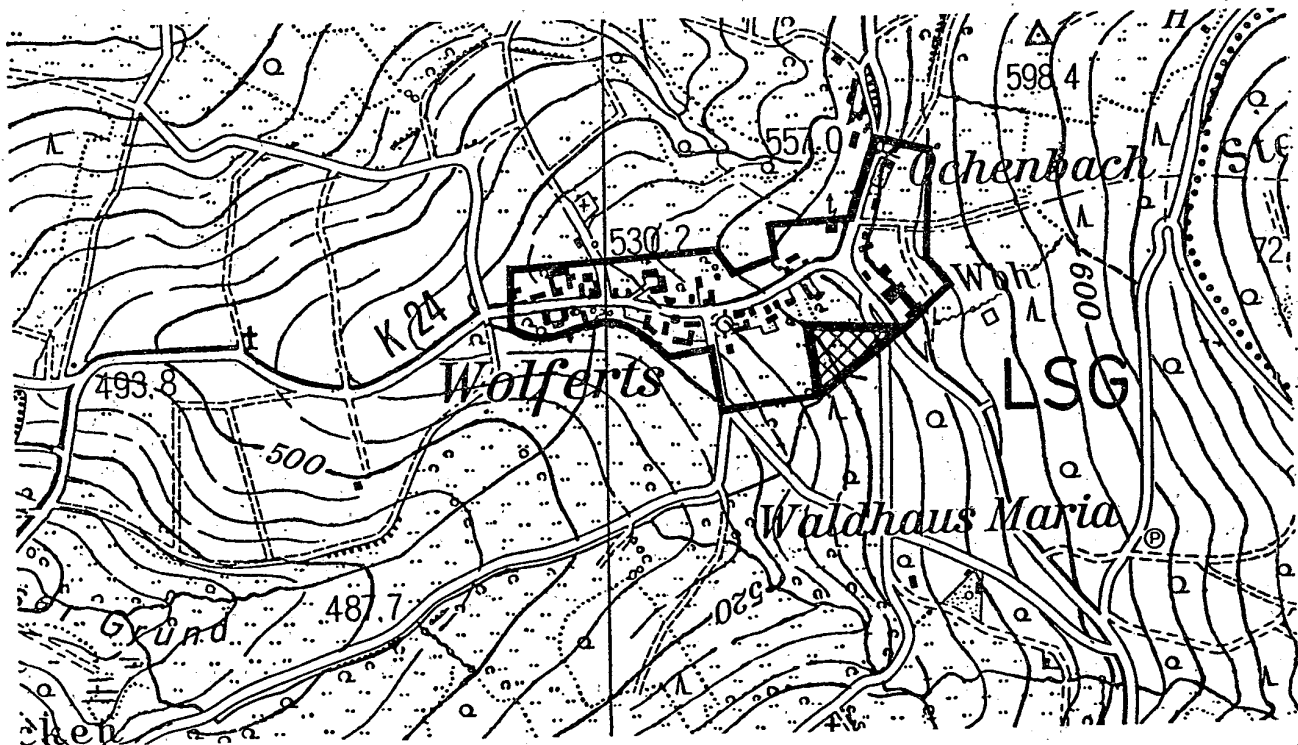 H
598.4
557.0
Ochenbach
530.2
Wbh
600
K 24
Wolferts
493.8
LSG
500
Waldhaus Maria
P
520
487.7
Grund